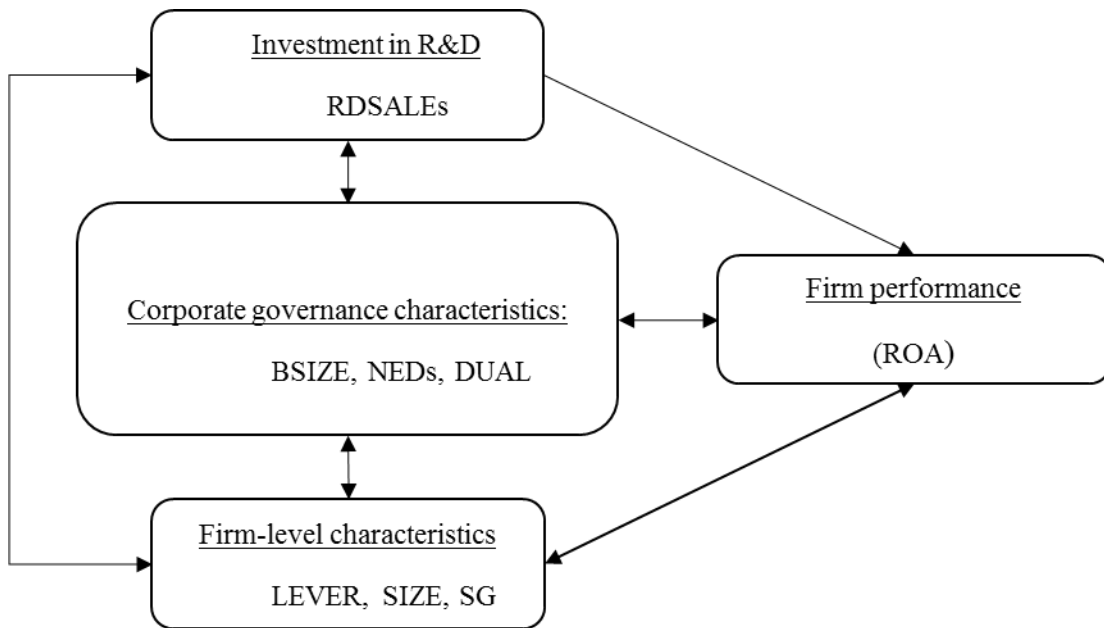 Investment in R&D
RDSALEs
Corporate governance characteristics:
BSIZE, NEDs, DUAL
Firm performance
(ROA)
Firm-level characteristics
LEVER, SIZE, SG